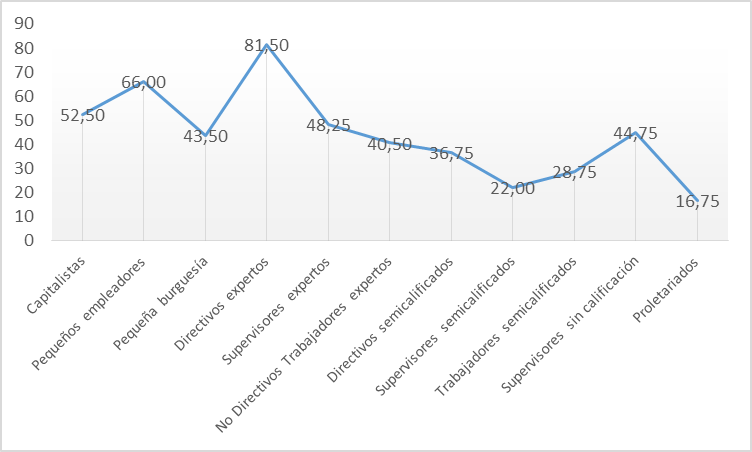 90
80
70
60
50
40
30
20
10
0
52,50
66,00
43,50
81,50
48,25
40,50
36,75
22,00
28,75
44,75
16,75
Capitalistas
Pequeños empleadores
Pequeña burguesía
Directivos expertos
Supervisores expertos
No Directivos Trabajadores expertos
Directivos semicalificados
Supervisores semicalificados
Trabajadores semicalificados
Supervisores sin calificación
Proletariados